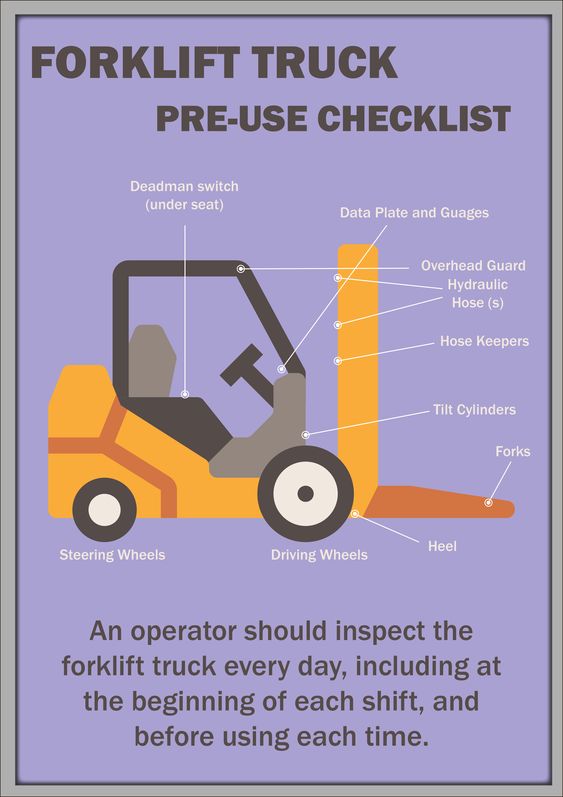 FORKLIFT TRUCK
PRE-USE CHECKLIST
Deadman switch
(under seat)
Data Plate and Guages
Overhead Guard
Hydraulic
Hose (s)
Hose Keepers
Tilt Cylinders
Forks
Heel
Steering Wheels
Driving Wheels
An operator should inspect the
forklift truck every day, including at
the beginning of each shift, and
before using each time.